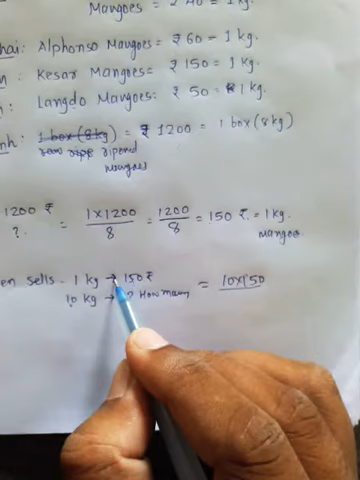 Mangoes = ₹ 40 = 1 kg.
hai: Alphonso Mangoes = ₹ 60 = 1 kg.
n: Kesar Mangoes = ₹ 150 = 1 kg.
n: Langdo Mangoes = ₹ 50 = 1 kg.
nh: 1 box (8 kg) = ₹ 1200 = 1 box (8 kg)
ripened
mangoes
1200 ₹ = 1 x 1200 = 1200 = 150 ₹ = 1 kg.
? 8 8 mangoes
en sells - 1 kg → 150 ₹
10 kg → ? How many = 10x150